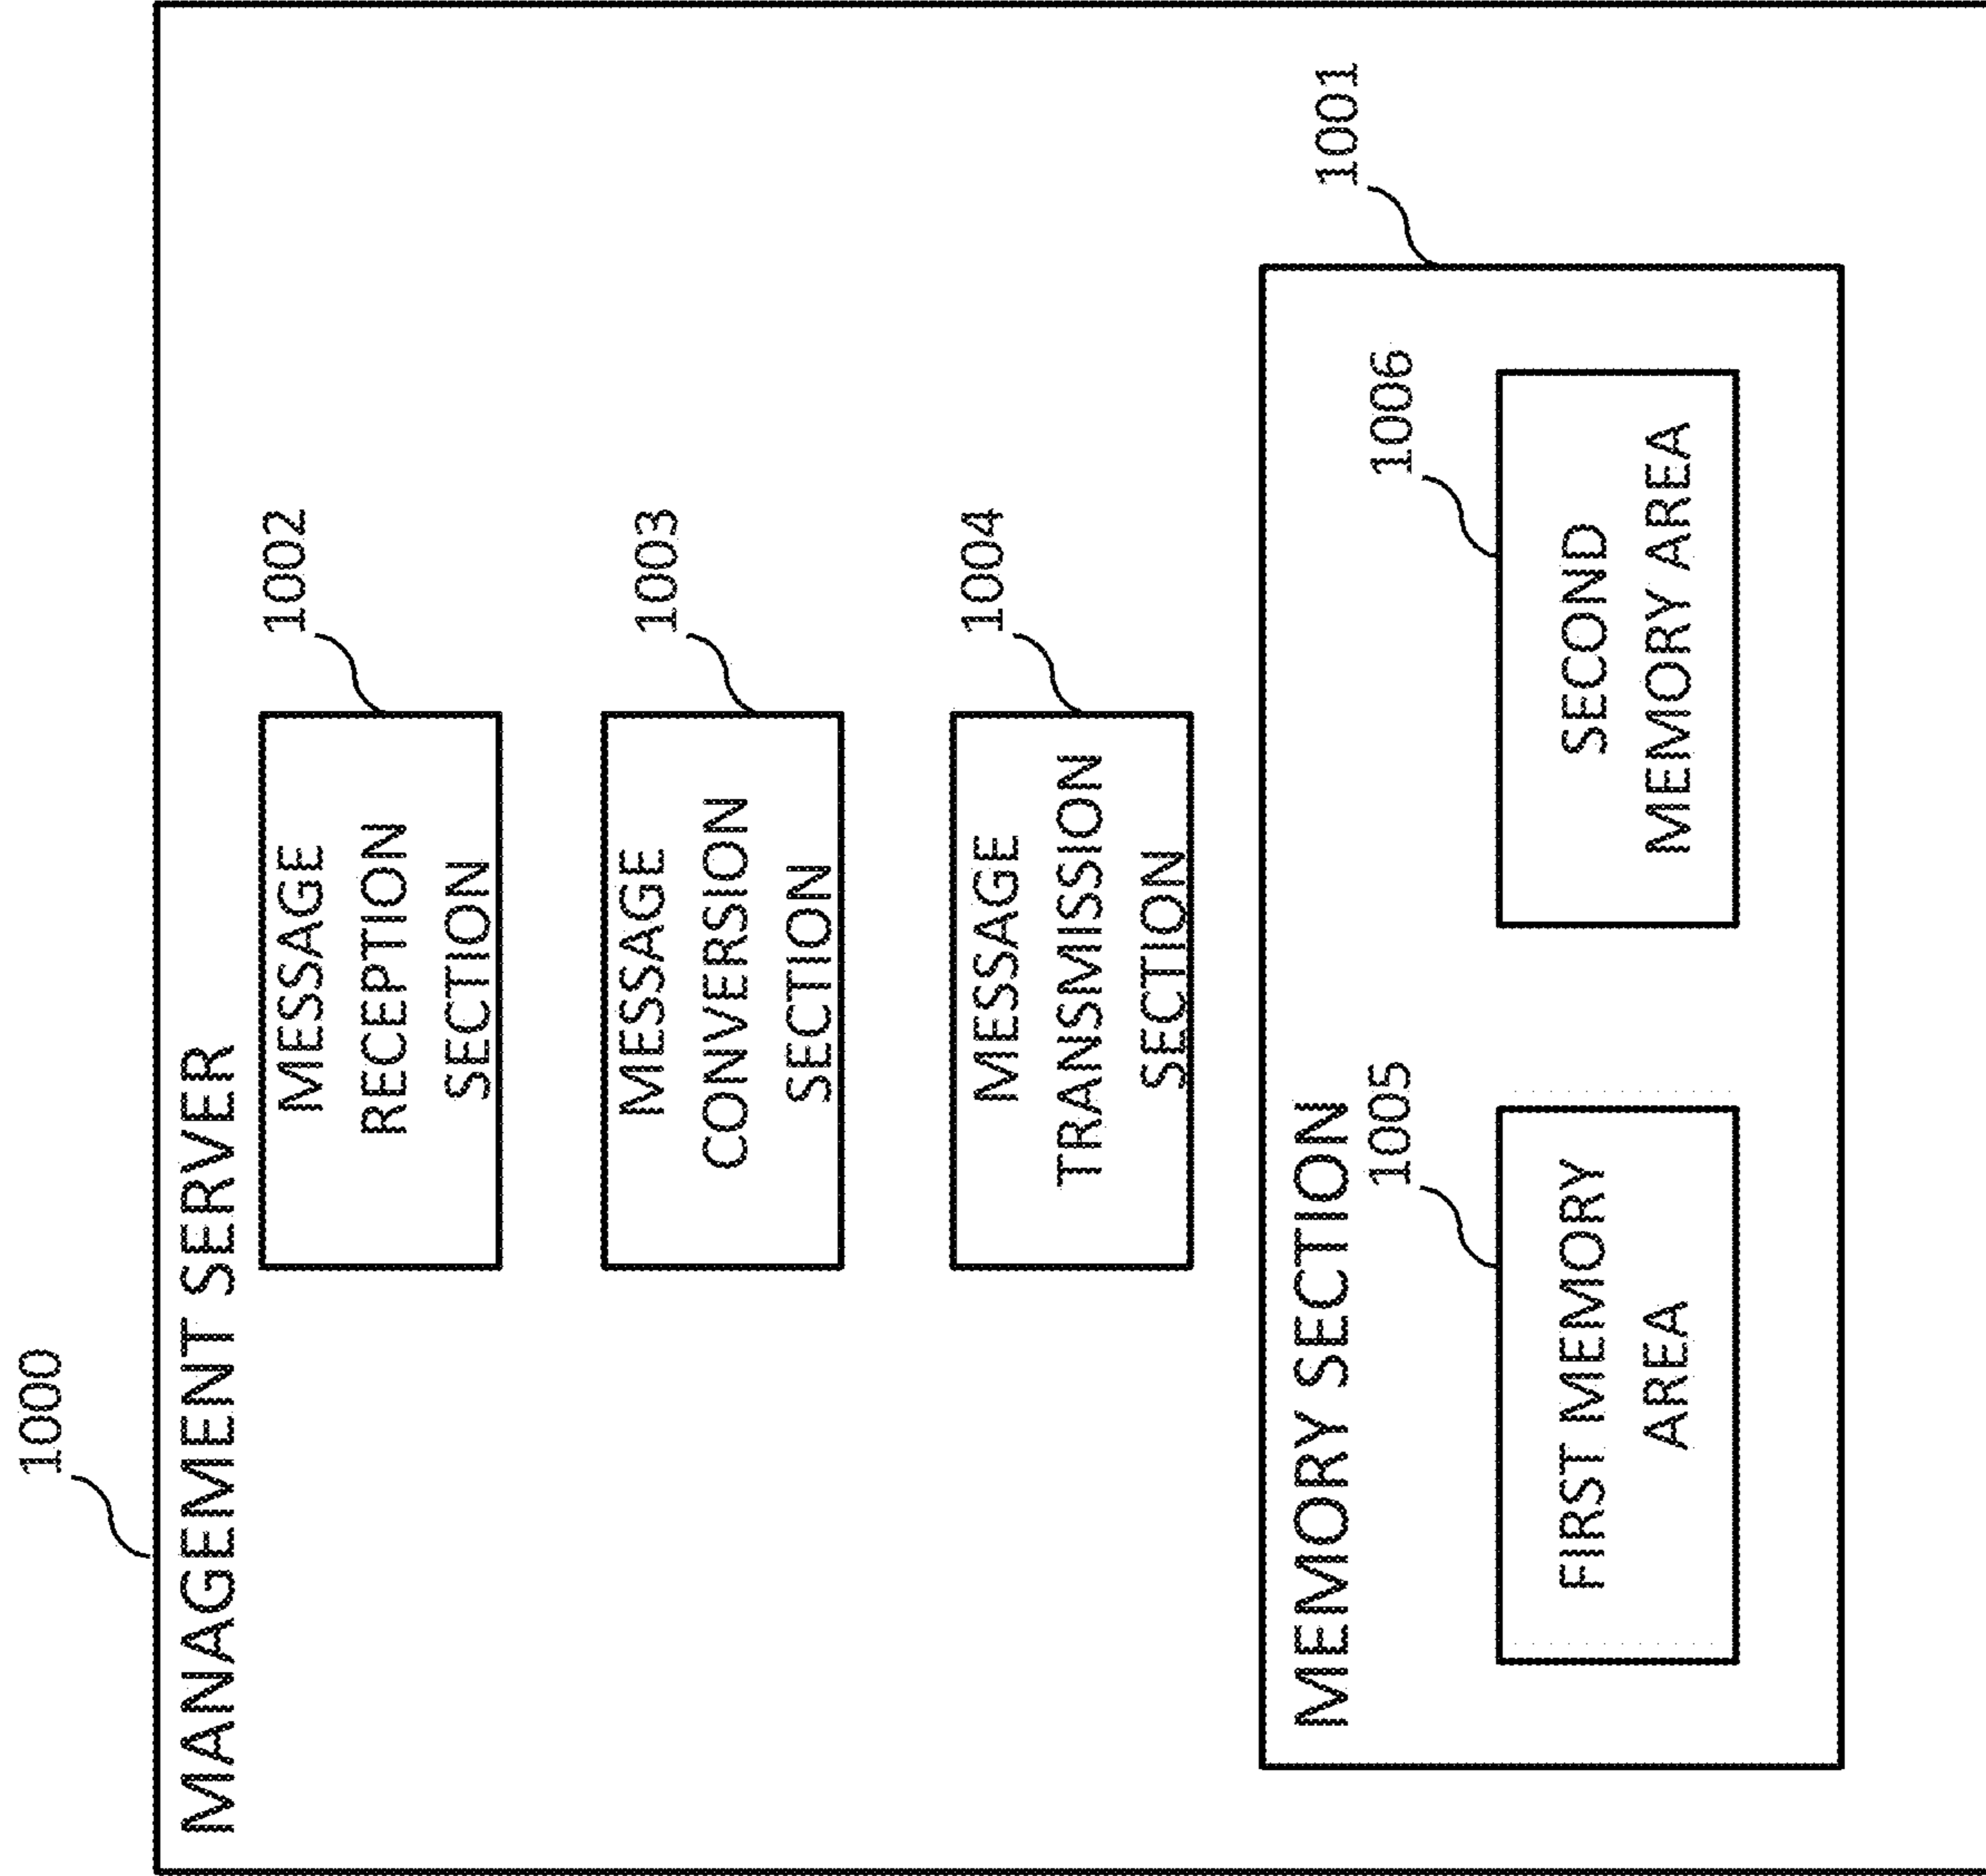 1000
MANAGEMENT SERVER
1002
MESSAGE
RECEPTION
SECTION
1003
MESSAGE
CONVERSION
SECTION
1004
MESSAGE
TRANSMISSION
SECTION
1001
MEMORY SECTION
1005
FIRST MEMORY
AREA
1006
SECOND
MEMORY AREA